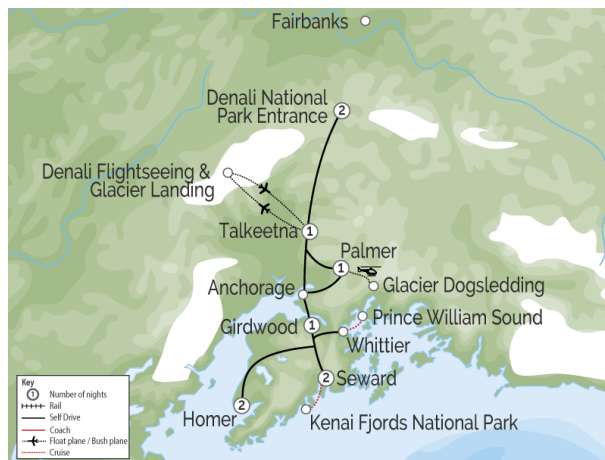 Fairbanks
Denali National
Park Entrance
2
Denali Flightseeing &
Glacier Landing
Talkeetna
1
Palmer
1
Glacier Dogsledding
Anchorage
Prince William Sound
Girdwood
1
Whittier
2
Seward
2
Homer
Kenai Fjords National Park
Key
1 Number of nights
Rail
Self Drive
Coach
Float plane / Bush plane
Cruise